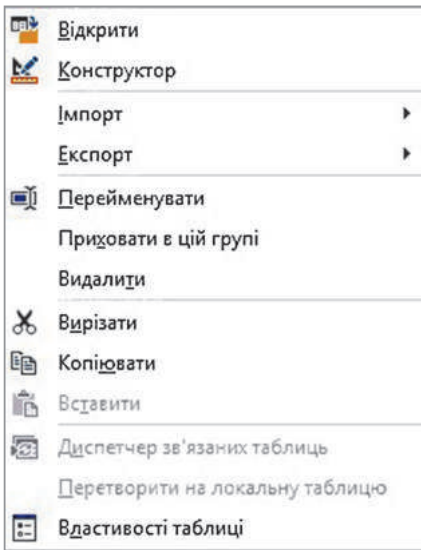 Відкрити
Конструктор
Імпорт
Експорт
Перейменувати
Приховати в цій групі
Видалити
Вирізати
Копіювати
Вставити
Диспетчер зв'язаних таблиць
Перетворити на локальну таблицю
Властивості таблиці